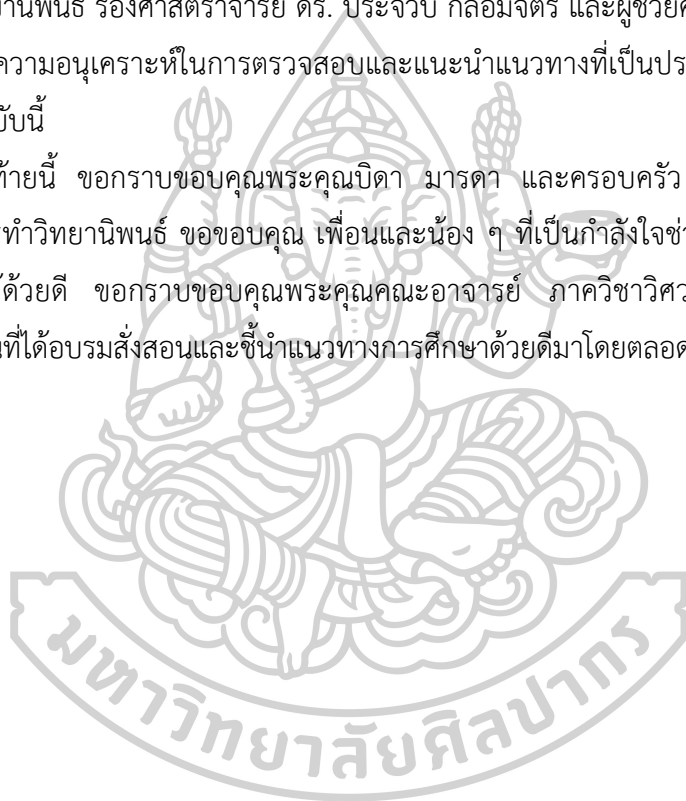 านิพนธ์ รองศาสตราจารย์ ดร. ประจวบ กล่อมจิตร และผู้ช่วยศ
ความอนุเคราะห์ในการตรวจสอบและแนะนำแนวทางที่เป็นประ
บับนี้
ท้ายนี้ ขอกราบขอบคุณพระคุณบิดา มารดา และครอบครัว
รทำวิทยานิพนธ์ ขอขอบคุณ เพื่อนและน้อง ๆ ที่เป็นกำลังใจช่
ด้วยดี ขอกราบขอบคุณพระคุณคณะอาจารย์ ภาควิชาวิศว
นที่ได้อบรมสั่งสอนและชี้นำแนวทางการศึกษาด้วยดีมาโดยตลอด
มหาวิทยาลัยศิลปากร